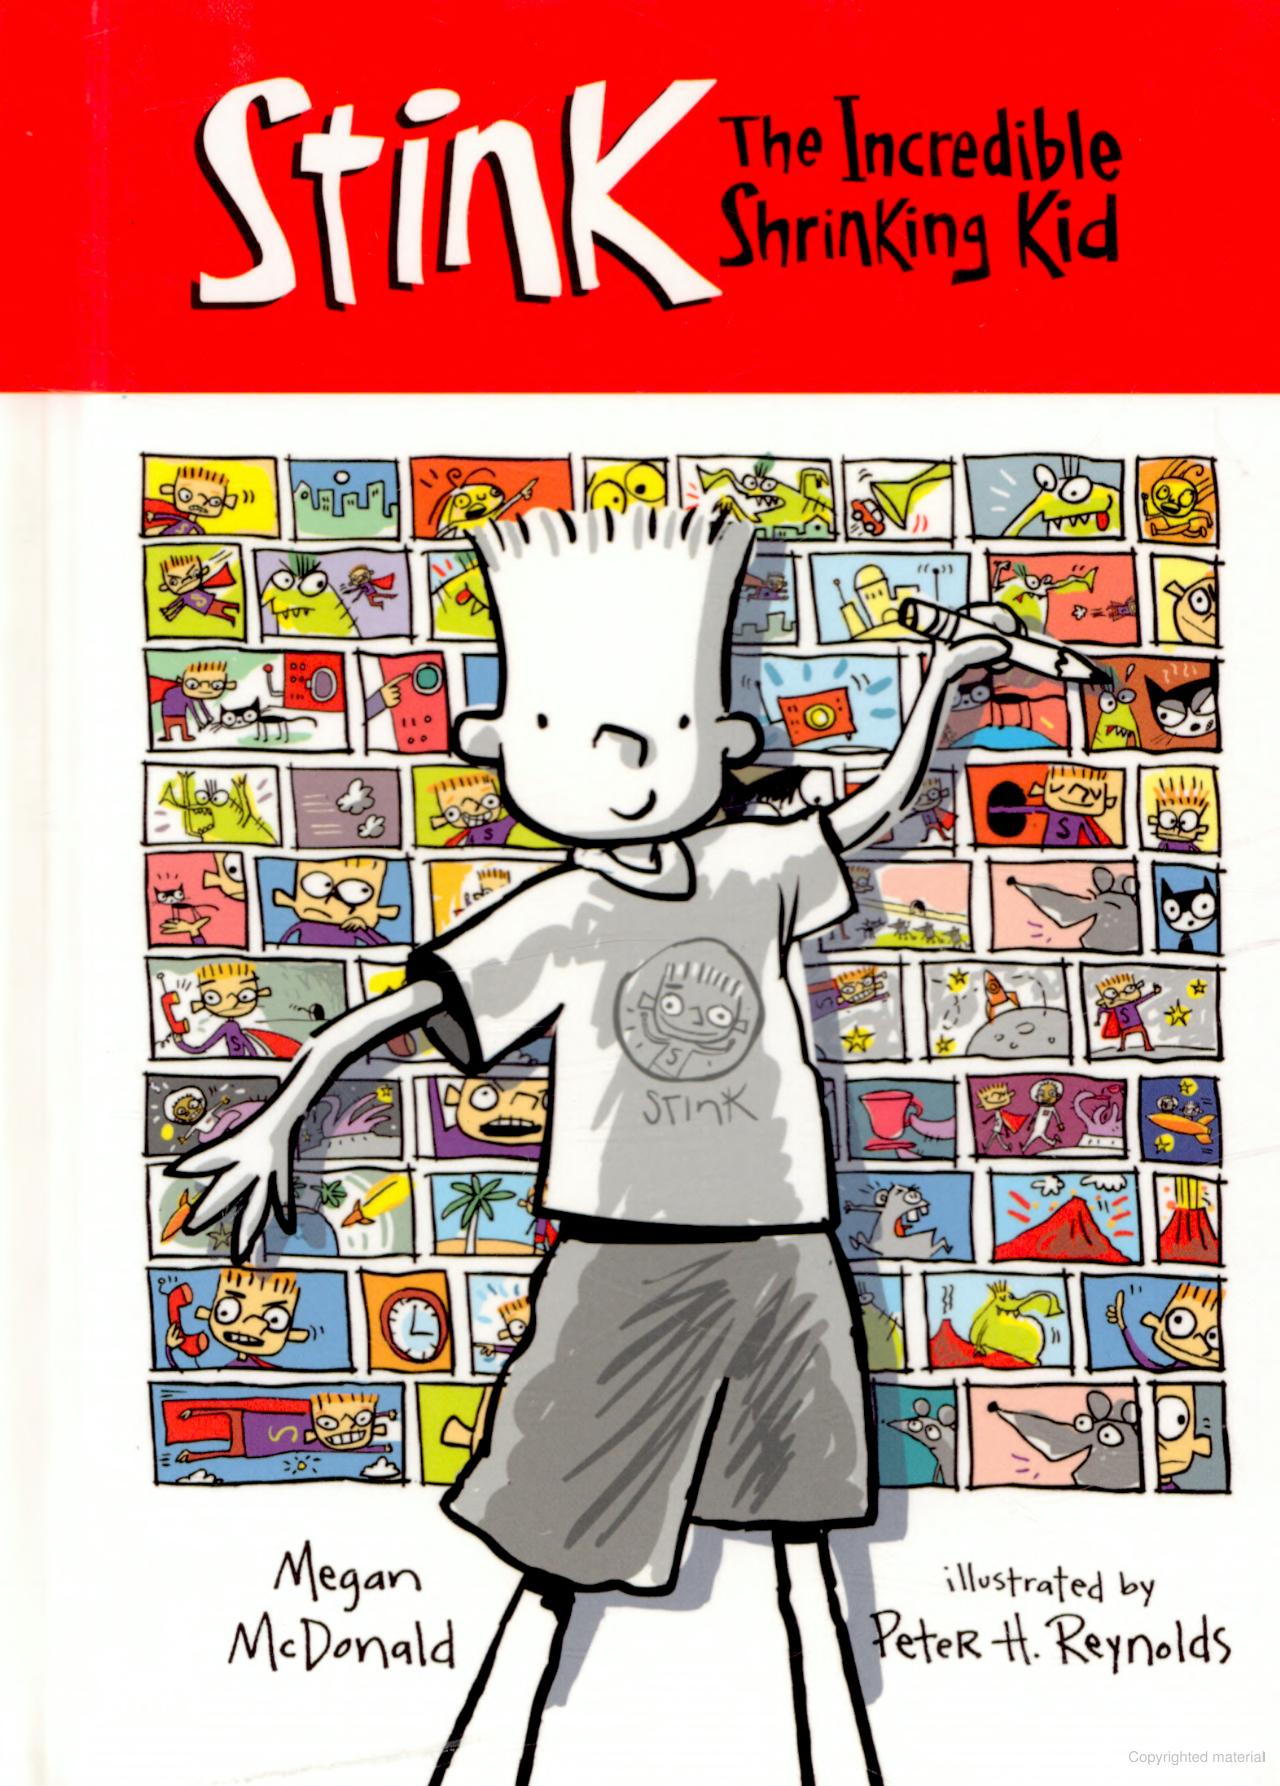 Stink
The Incredible
Shrinking Kid
STINK
Megan
McDonald
illustrated by
Peter H. Reynolds
Copyrighted material